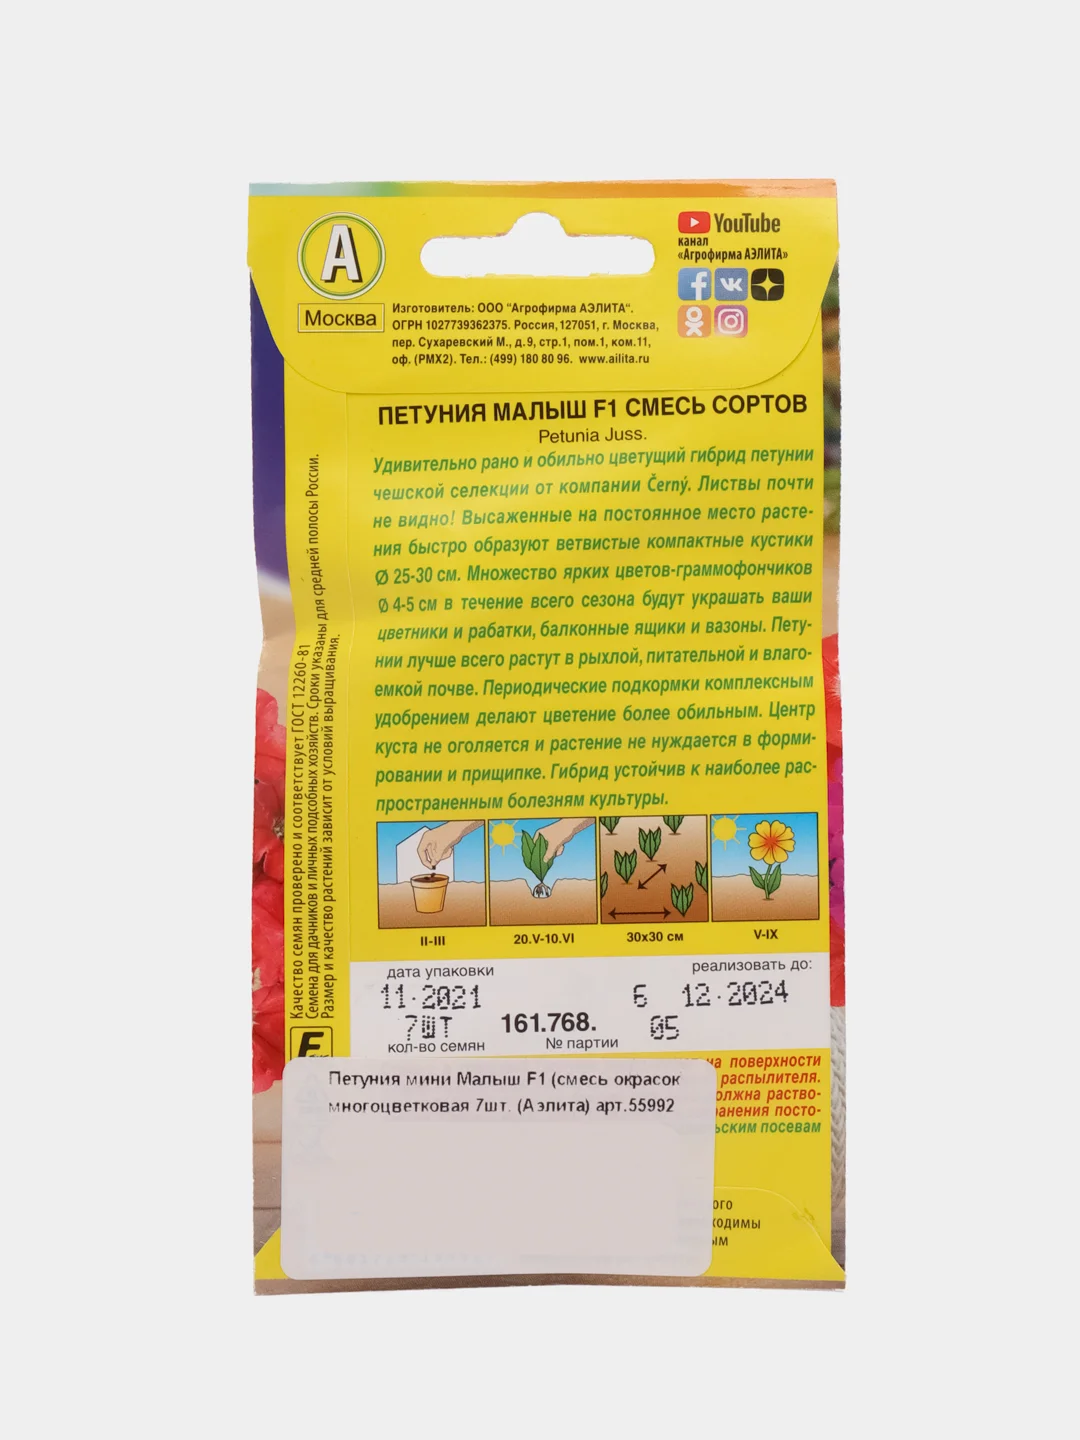 A
Москва
YouTube
канал
«Агрофирма АЭЛИТА»
Изготовитель: ООО "Агрофирма АЭЛИТА".
ОГРН 1027739362375. Россия, 127051, г. Москва,
пер. Сухаревский М., д.9, стр.1, пом.1, ком.11,
оф. (РМХ2). Тел.: (499) 180 80 96. www.ailita.ru
ПЕТУНИЯ МАЛЫШ F1 СМЕСЬ СОРТОВ
Petunia Juss.
Удивительно рано и обильно цветущий гибрид петунии
чешской селекции от компании Černý. Листвы почти
не видно! Высаженные на постоянное место расте-
ния быстро образуют ветвистые компактные кустики
Ø 25-30 см. Множество ярких цветов-граммофончиков
Ø 4-5 см в течение всего сезона будут украшать ваши
цветники и рабатки, балконные ящики и вазоны. Пету-
нии лучше всего растут в рыхлой, питательной и влаго-
емкой почве. Периодические подкормки комплексным
удобрением делают цветение более обильным. Центр
куста не оголяется и растение не нуждается в форми-
ровании и прищипке. Гибрид устойчив к наиболее рас-
пространенным болезням культуры.
Качество семян проверено и соответствует ГОСТ 12260-81
Семена для дачников и личных подсобных хозяйств. Сроки указаны для средней полосы России.
Размер и качество растений зависит от условий выращивания.
II-III 20.V-10.VI 30x30 см V-IX
дата упаковки реализовать до:
11·2021 6 12·2024
7ШТ 161.768. 05
кол-во семян № партии
на поверхности
распылителя.
олжна раство-
ранения посто-
ьским посевам
Петуния мини Малыш F1 (смесь окрасок
многоцветковая 7шт. (Аэлита) арт.55992
ого
ходимы
ым